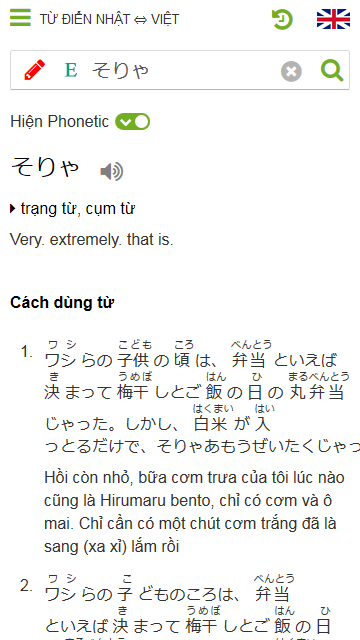 TỪ ĐIỂN NHẬT ⇔ VIỆT
E そりゃ
Hiện Phonetic
そりゃ
trạng từ, cụm từ
Very. extremely. that is.
Cách dùng từ
1. ワシらの子供の頃は、弁当といえば
決まって梅干しとご飯の日の丸弁当
じゃった。しかし、白米が入
っとるだけで、そりゃあもうぜいたくじゃっ
Hồi còn nhỏ, bữa cơm trưa của tôi lúc nào
cũng là Hirumaru bento, chỉ có cơm và ô
mai. Chỉ cần có một chút cơm trắng đã là
sang (xa xỉ) lắm rồi
2. ワシらの子どものころは、弁当
といえば決まって梅干しとご飯の日